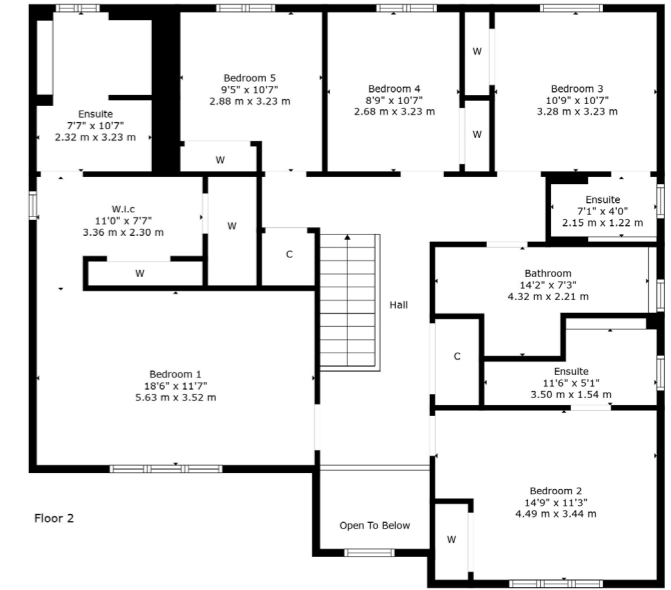 W
Bedroom 5
9'5" x 10'7"
2.88 m x 3.23 m
Bedroom 4
8'9" x 10'7"
2.68 m x 3.23 m
Bedroom 3
10'9" x 10'7"
3.28 m x 3.23 m
Ensuite
7'7" x 10'7"
2.32 m x 3.23 m
W
W
W.i.c
11'0" x 7'7"
3.36 m x 2.30 m
W
Ensuite
7'1" x 4'0"
2.15 m x 1.22 m
C
W
Bathroom
14'2" x 7'3"
4.32 m x 2.21 m
Hall
C
Bedroom 1
18'6" x 11'7"
5.63 m x 3.52 m
Ensuite
11'6" x 5'1"
3.50 m x 1.54 m
Bedroom 2
14'9" x 11'3"
4.49 m x 3.44 m
Floor 2
Open To Below
W